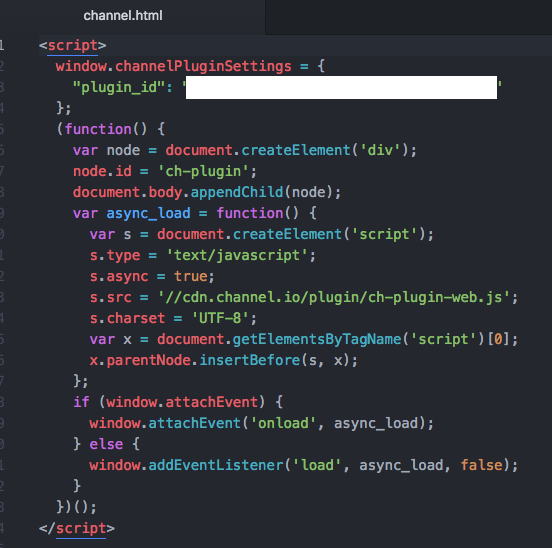 channel.html
1 <script>
2 window.channelPluginSettings = {
3 "plugin_id": " '
4 };
5 (function() {
6 var node = document.createElement('div');
7 node.id = 'ch-plugin';
8 document.body.appendChild(node);
9 var async_load = function() {
0 var s = document.createElement('script');
1 s.type = 'text/javascript';
2 s.async = true;
3 s.src = '//cdn.channel.io/plugin/ch-plugin-web.js';
4 s.charset = 'UTF-8';
5 var x = document.getElementsByTagName('script')[0];
6 x.parentNode.insertBefore(s, x);
7 };
8 if (window.attachEvent) {
9 window.attachEvent('onload', async_load);
0 } else {
1 window.addEventListener('load', async_load, false);
2 }
3 })();
4 </script>